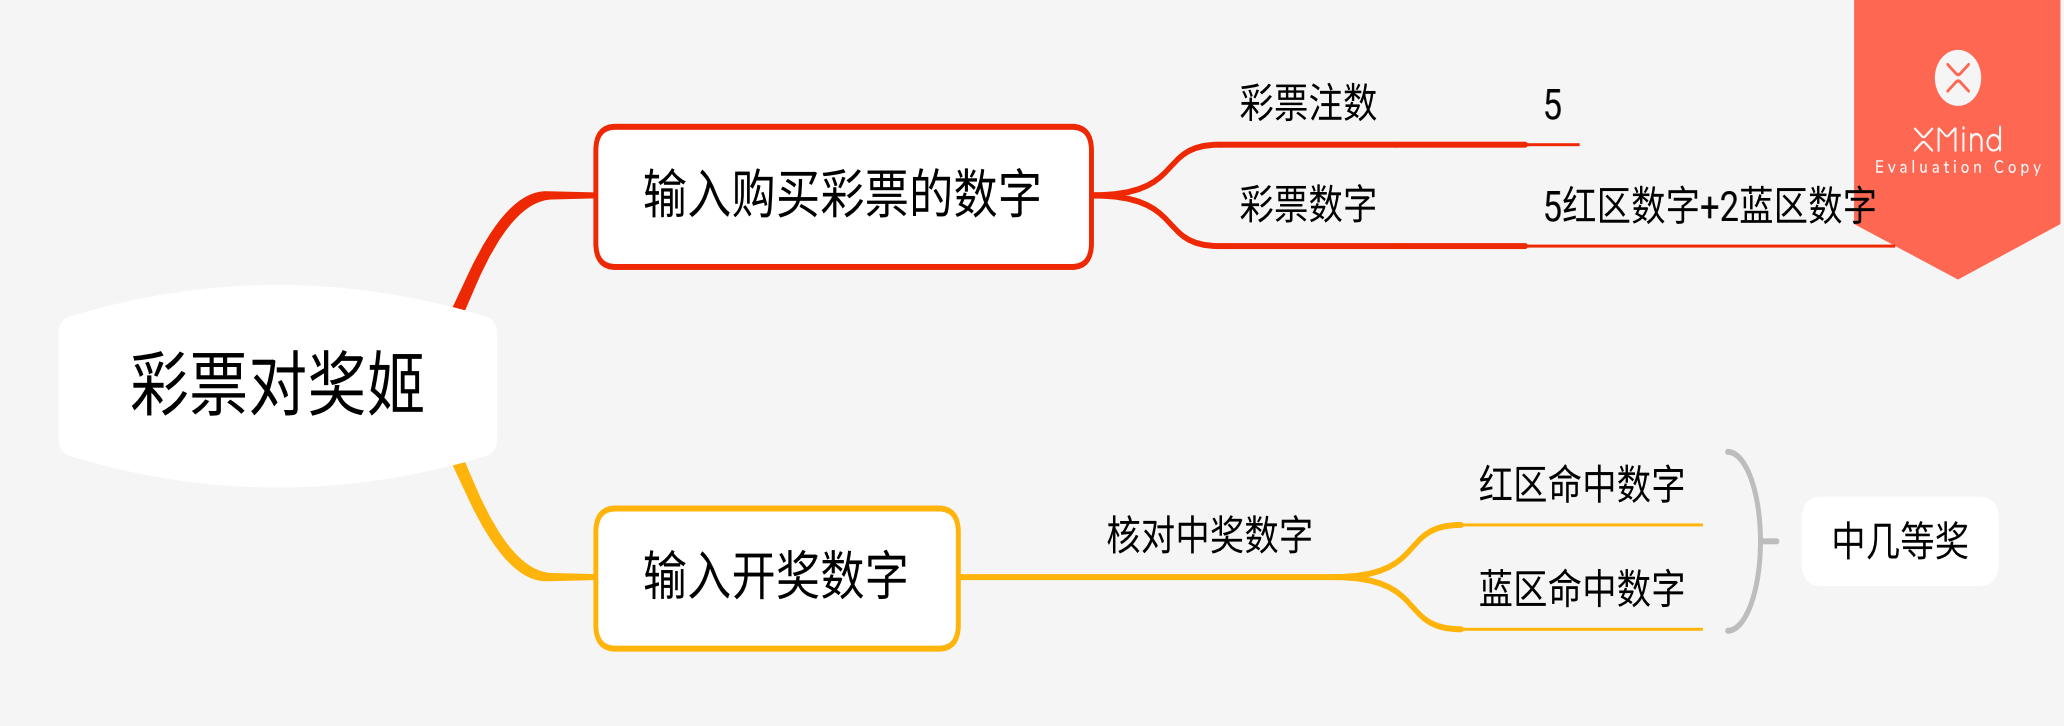 彩票对奖姬
输入购买彩票的数字
彩票注数
5
彩票数字
5红区数字+2蓝区数字
输入开奖数字
核对中奖数字
红区命中数字
蓝区命中数字
中几等奖
XMind
Evaluation Copy